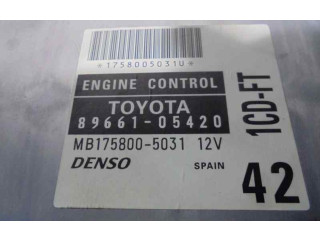 *1758005031U*
ENGINE CONTROL
TOYOTA
89661-05420
MB175800-5031 12V
DENSO SPAIN
1CD-FT
42